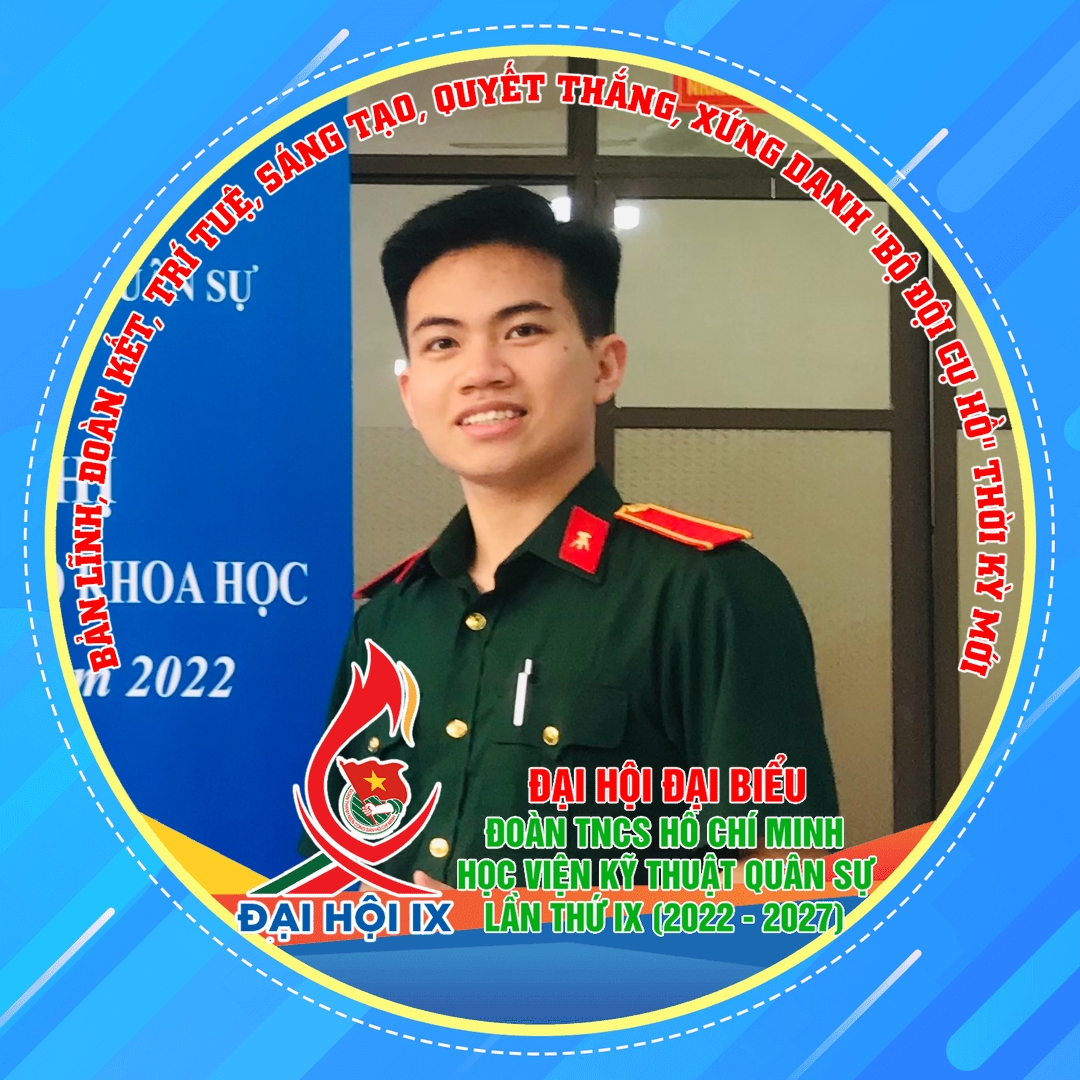 BẢN LĨNH, ĐOÀN KẾT, TRÍ TUỆ, SÁNG TẠO, QUYẾT THẮNG, XỨNG DANH "BỘ ĐỘI CỤ HỒ" THỜI KỲ MỚI
SỰ
KHOA HỌC
2022
ĐẠI HỘI IX
ĐẠI HỘI ĐẠI BIỂU
ĐOÀN TNCS HỒ CHÍ MINH
HỌC VIỆN KỸ THUẬT QUÂN SỰ
LẦN THỨ IX (2022 - 2027)